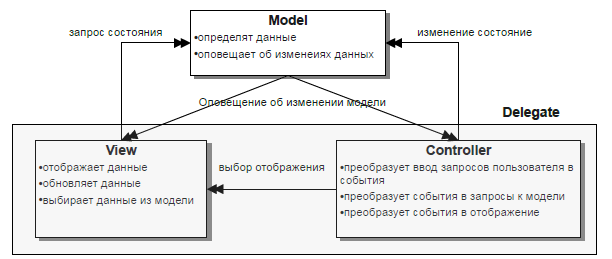 Model
•определят данные
•оповещает об изменеиях данных
запрос состояния
изменение состояние
Оповещение об изменении модели
Delegate
View
•отображает данные
•обновляет данные
•выбирает данные из модели
выбор отображения
Controller
•преобразует ввод запросов пользователя в
события
•преобразует события в запросы к модели
•преобразует события в отображение